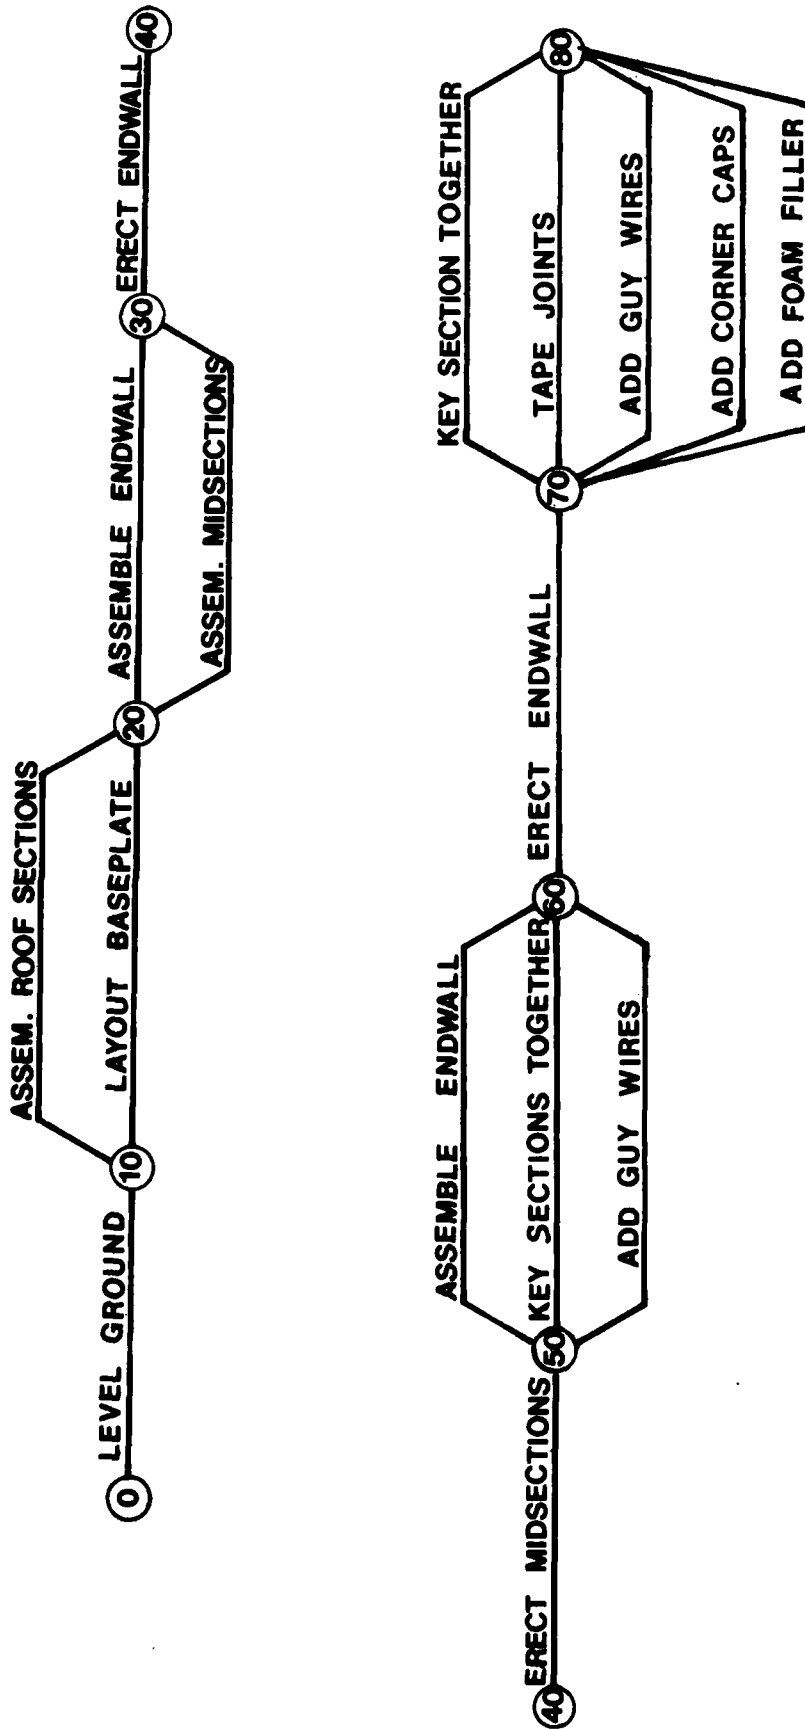 ASSEM. ROOF SECTIONS
0
LEVEL GROUND
10
LAYOUT BASEPLATE
20
ASSEMBLE ENDWALL
30
ERECT ENDWALL
40
ASSEM. MIDSECTIONS
ASSEMBLE ENDWALL
KEY SECTION TOGETHER
40
ERECT MIDSECTIONS
50
KEY SECTIONS TOGETHER
60
ERECT ENDWALL
70
TAPE JOINTS
80
ADD GUY WIRES
ADD GUY WIRES
ADD CORNER CAPS
ADD FOAM FILLER